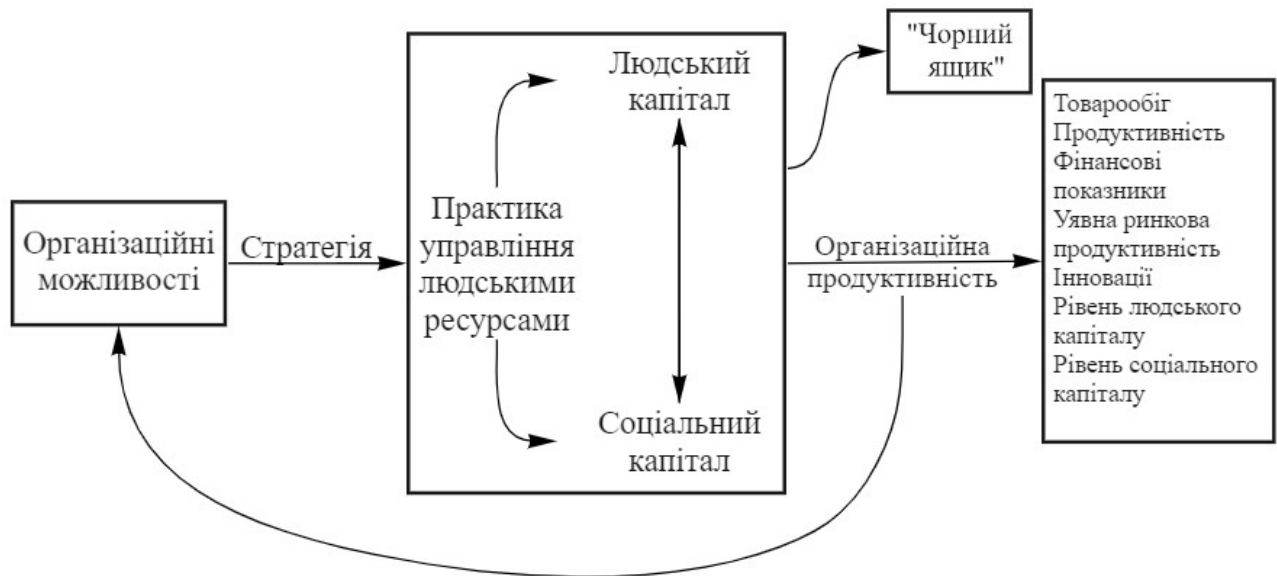 Організаційні
можливості
Стратегія
Практика
управління
людськими
ресурсами
Людський
капітал
Соціальний
капітал
"Чорний
ящик"
Організаційна
продуктивність
Товарообіг
Продуктивність
Фінансові
показники
Уявна ринкова
продуктивність
Інновації
Рівень людського
капіталу
Рівень соціального
капіталу